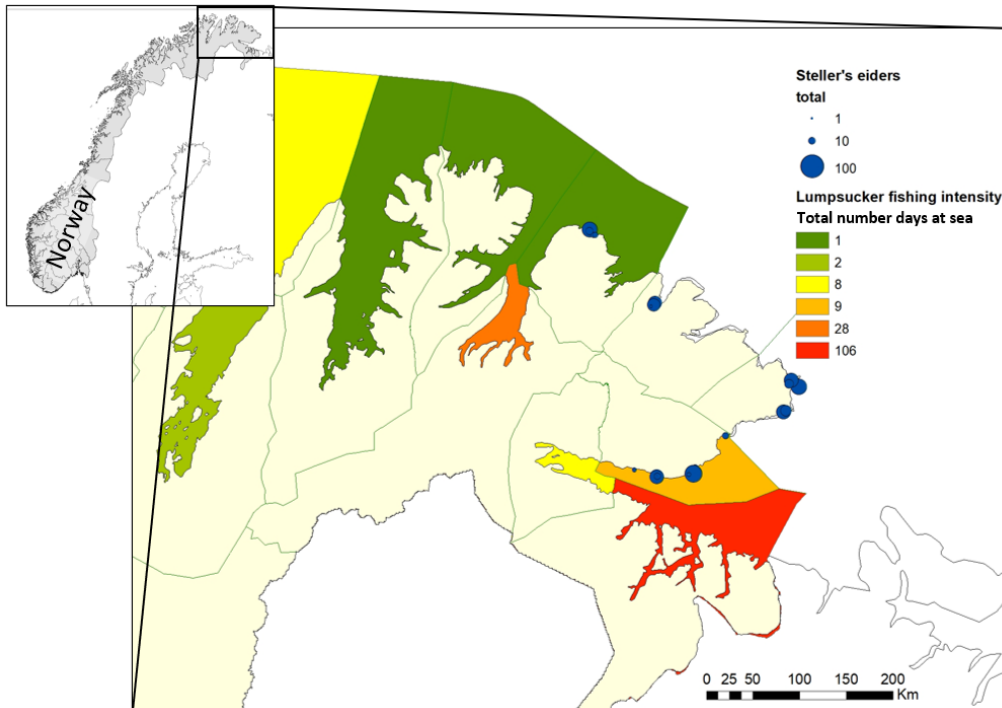 Norway
Steller's eiders
total
1
10
100
Lumpsucker fishing intensity
Total number days at sea
1
2
8
9
28
106
0 25 50 100 150 200
Km